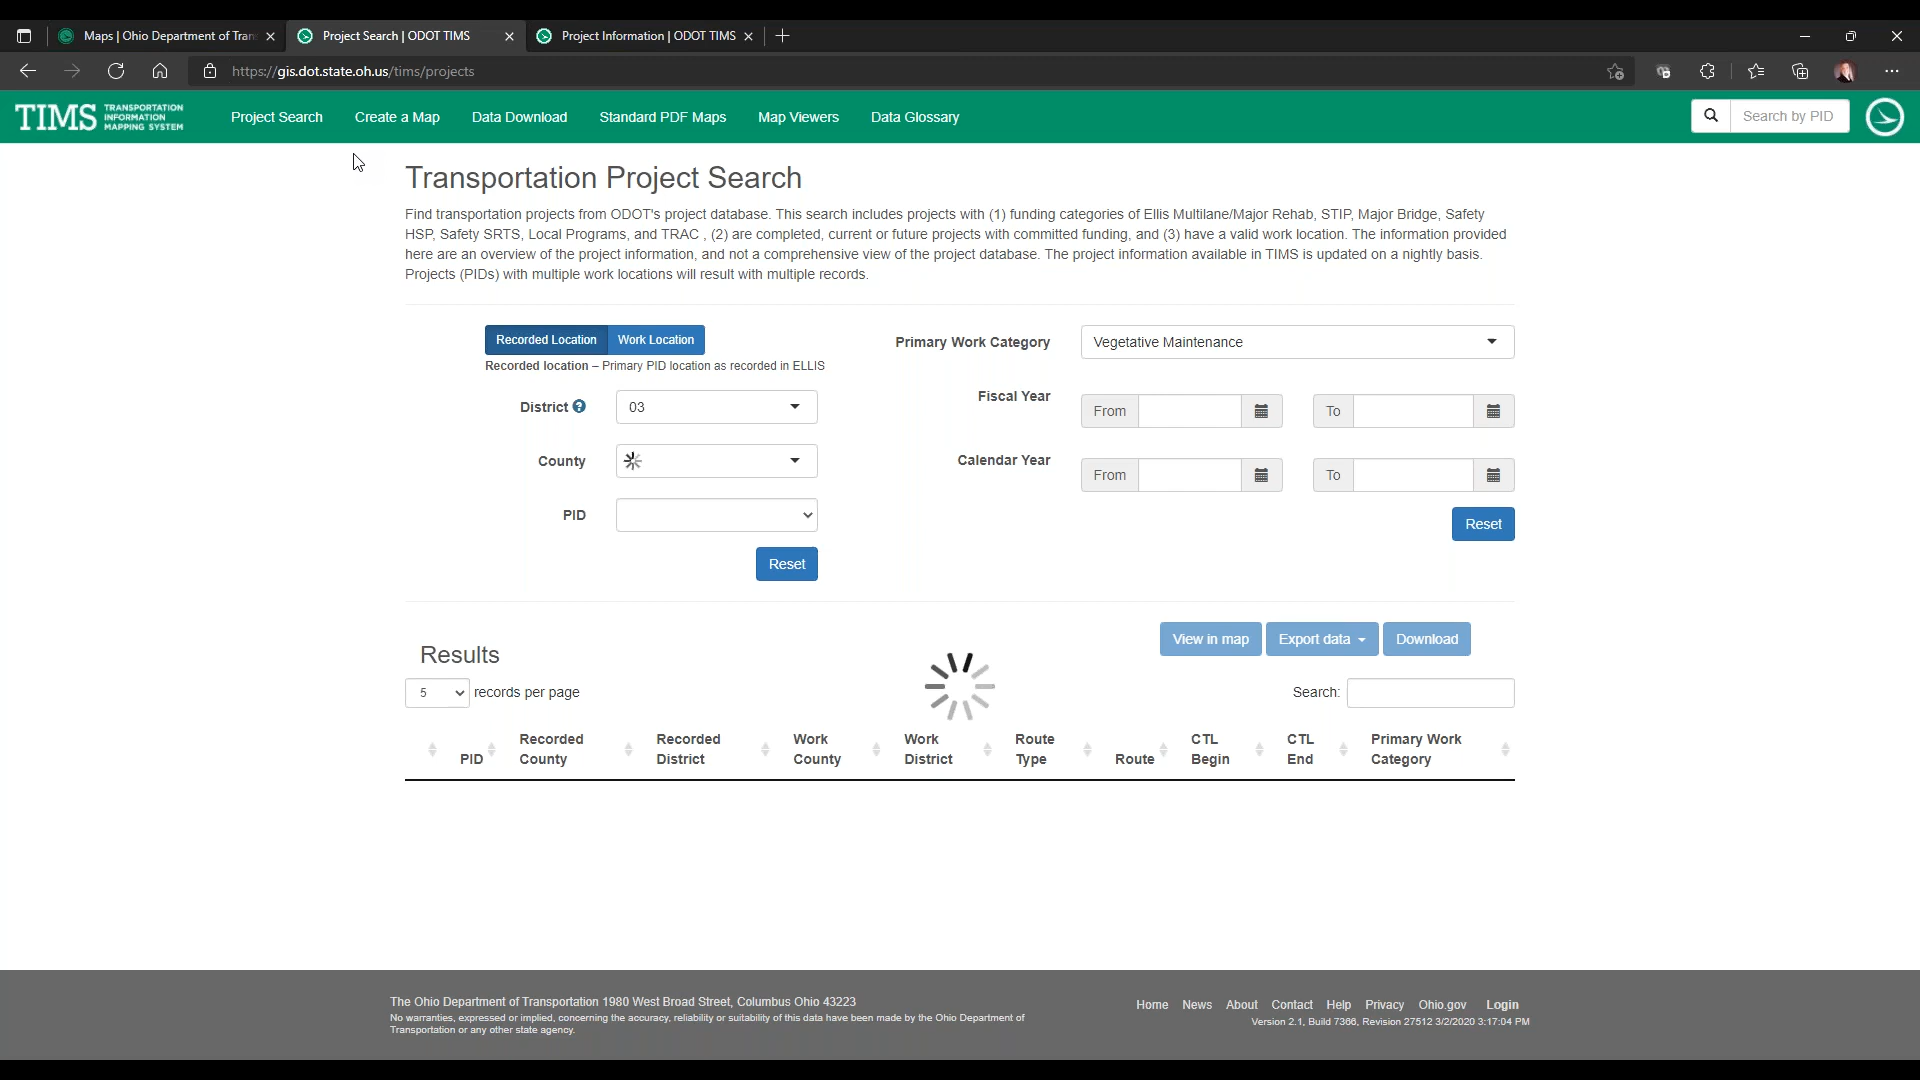 Maps | Ohio Department of Tran
Project Search | ODOT TIMS
Project Information | ODOT TIMS
https://gis.dot.state.oh.us/tims/projects
TIMS TRANSPORTATION
INFORMATION
MAPPING SYSTEM
Project Search
Create a Map
Data Download
Standard PDF Maps
Map Viewers
Data Glossary
Search by PID
Transportation Project Search
Find transportation projects from ODOT's project database. This search includes projects with (1) funding categories of Ellis Multilane/Major Rehab, STIP, Major Bridge, Safety
HSP, Safety SRTS, Local Programs, and TRAC , (2) are completed, current or future projects with committed funding, and (3) have a valid work location. The information provided
here are an overview of the project information, and not a comprehensive view of the project database. The project information available in TIMS is updated on a nightly basis.
Projects (PIDs) with multiple work locations will result with multiple records.
Recorded Location Work Location
Recorded location – Primary PID location as recorded in ELLIS
District ? 03
County
PID
Reset
Primary Work Category Vegetative Maintenance
Fiscal Year From To
Calendar Year From To
Reset
Results
View in map Export data Download
5 records per page
Search:
PID
Recorded
County
Recorded
District
Work
County
Work
District
Route
Type
Route
CTL
Begin
CTL
End
Primary Work
Category
The Ohio Department of Transportation 1980 West Broad Street, Columbus Ohio 43223
No warranties, expressed or implied, concerning the accuracy, reliability or suitability of this data have been made by the Ohio Department of
Transportation or any other state agency.
Home News About Contact Help Privacy Ohio.gov Login
Version 2.1, Build 7366, Revision 27512 3/2/2020 3:17:04 PM